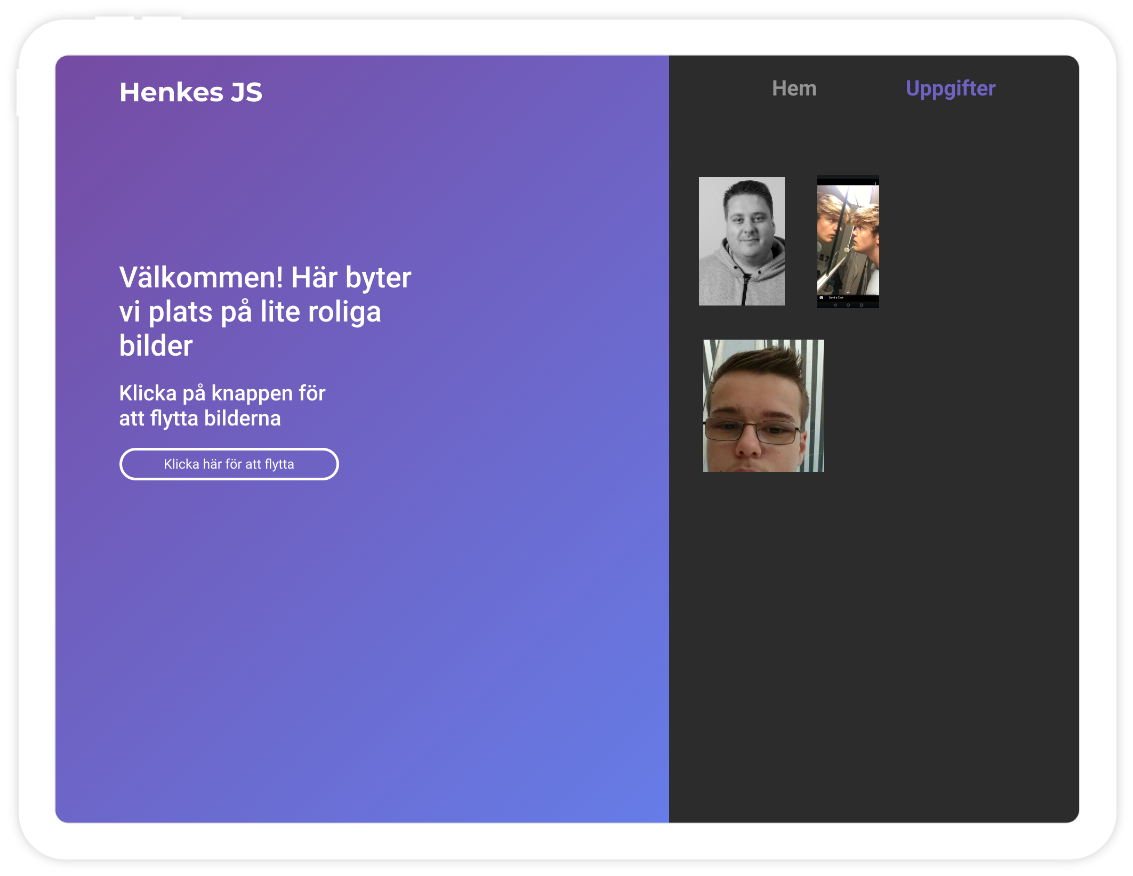 Henkes JS
Hem
Uppgifter
Välkommen! Här byter
vi plats på lite roliga
bilder
Klicka på knappen för
att flytta bilderna
Klicka här för att flytta